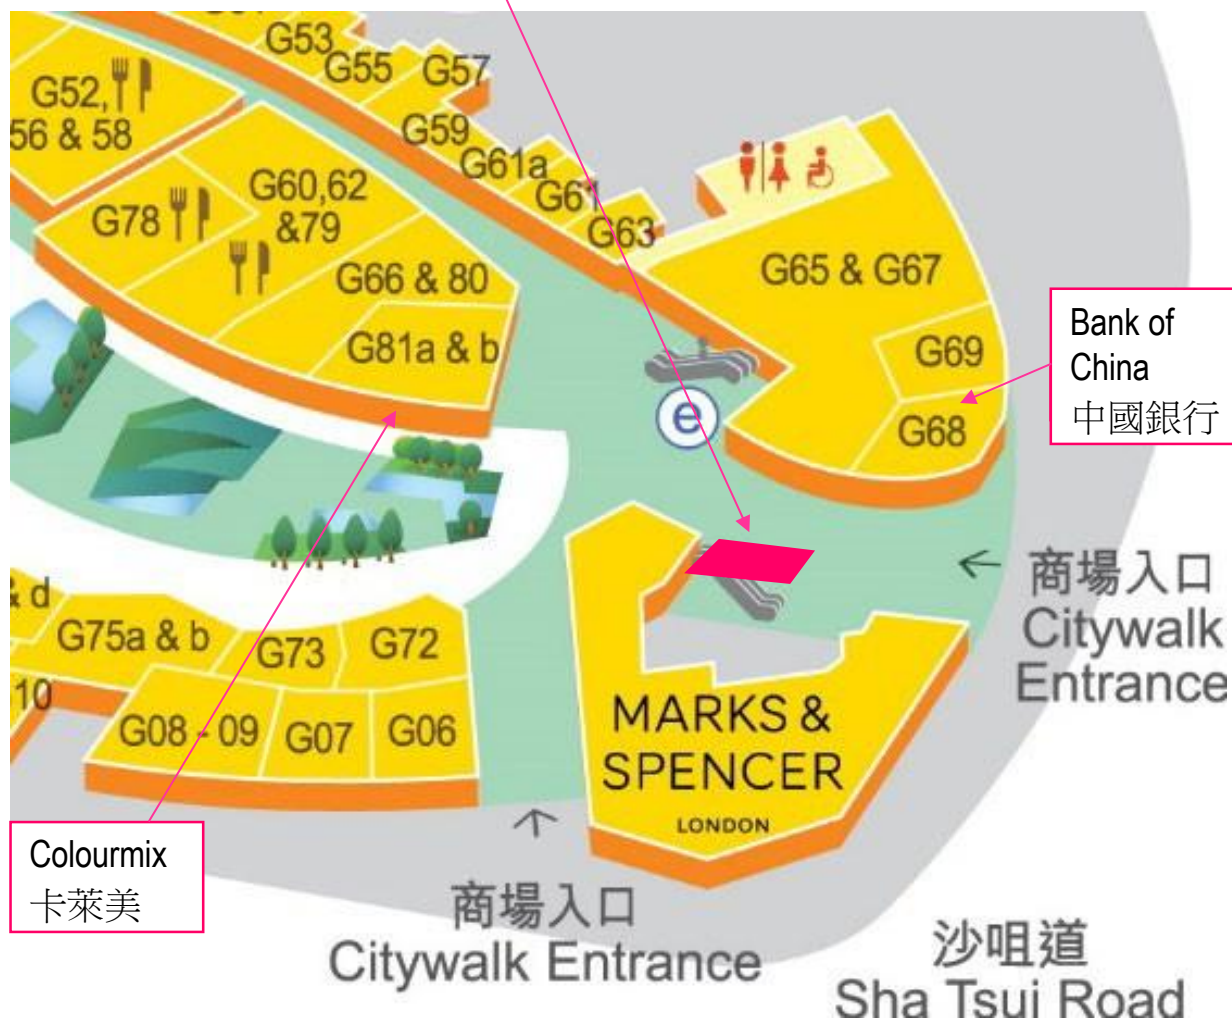 G53
G55
G57
G52,
56 & 58
G59
G61a
G61
G63
G60,62
&79
G78
G66 & 80
G81a & b
G65 & G67
G69
G68
Bank of
China
中國銀行
e
商場入口
Citywalk
Entrance
& d
G75a & b
G73
G72
10
G08 - 09
G07
G06
MARKS &
SPENCER
LONDON
Colourmix
卡萊美
商場入口
Citywalk Entrance
沙咀道
Sha Tsui Road